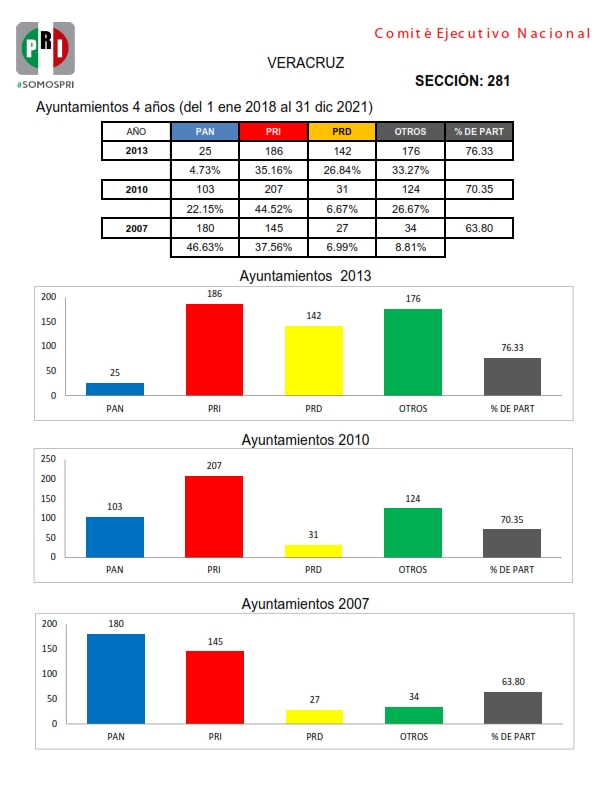 Comité Ejecutivo Nacional
PRI
#SOMOSPRI
VERACRUZ
SECCIÓN: 281
Ayuntamientos 4 años (del 1 ene 2018 al 31 dic 2021)
AÑO PAN PRI PRD OTROS % DE PART
2013 25 186 142 176 76.33
4.73% 35.16% 26.84% 33.27%
2010 103 207 31 124 70.35
22.15% 44.52% 6.67% 26.67%
2007 180 145 27 34 63.80
46.63% 37.56% 6.99% 8.81%
Ayuntamientos 2013
200
150
100
50
0
25 186 142 176 76.33
PAN PRI PRD OTROS % DE PART
Ayuntamientos 2010
250
200
150
100
50
0
103 207 31 124 70.35
PAN PRI PRD OTROS % DE PART
Ayuntamientos 2007
200
150
100
50
0
180 145 27 34 63.80
PAN PRI PRD OTROS % DE PART